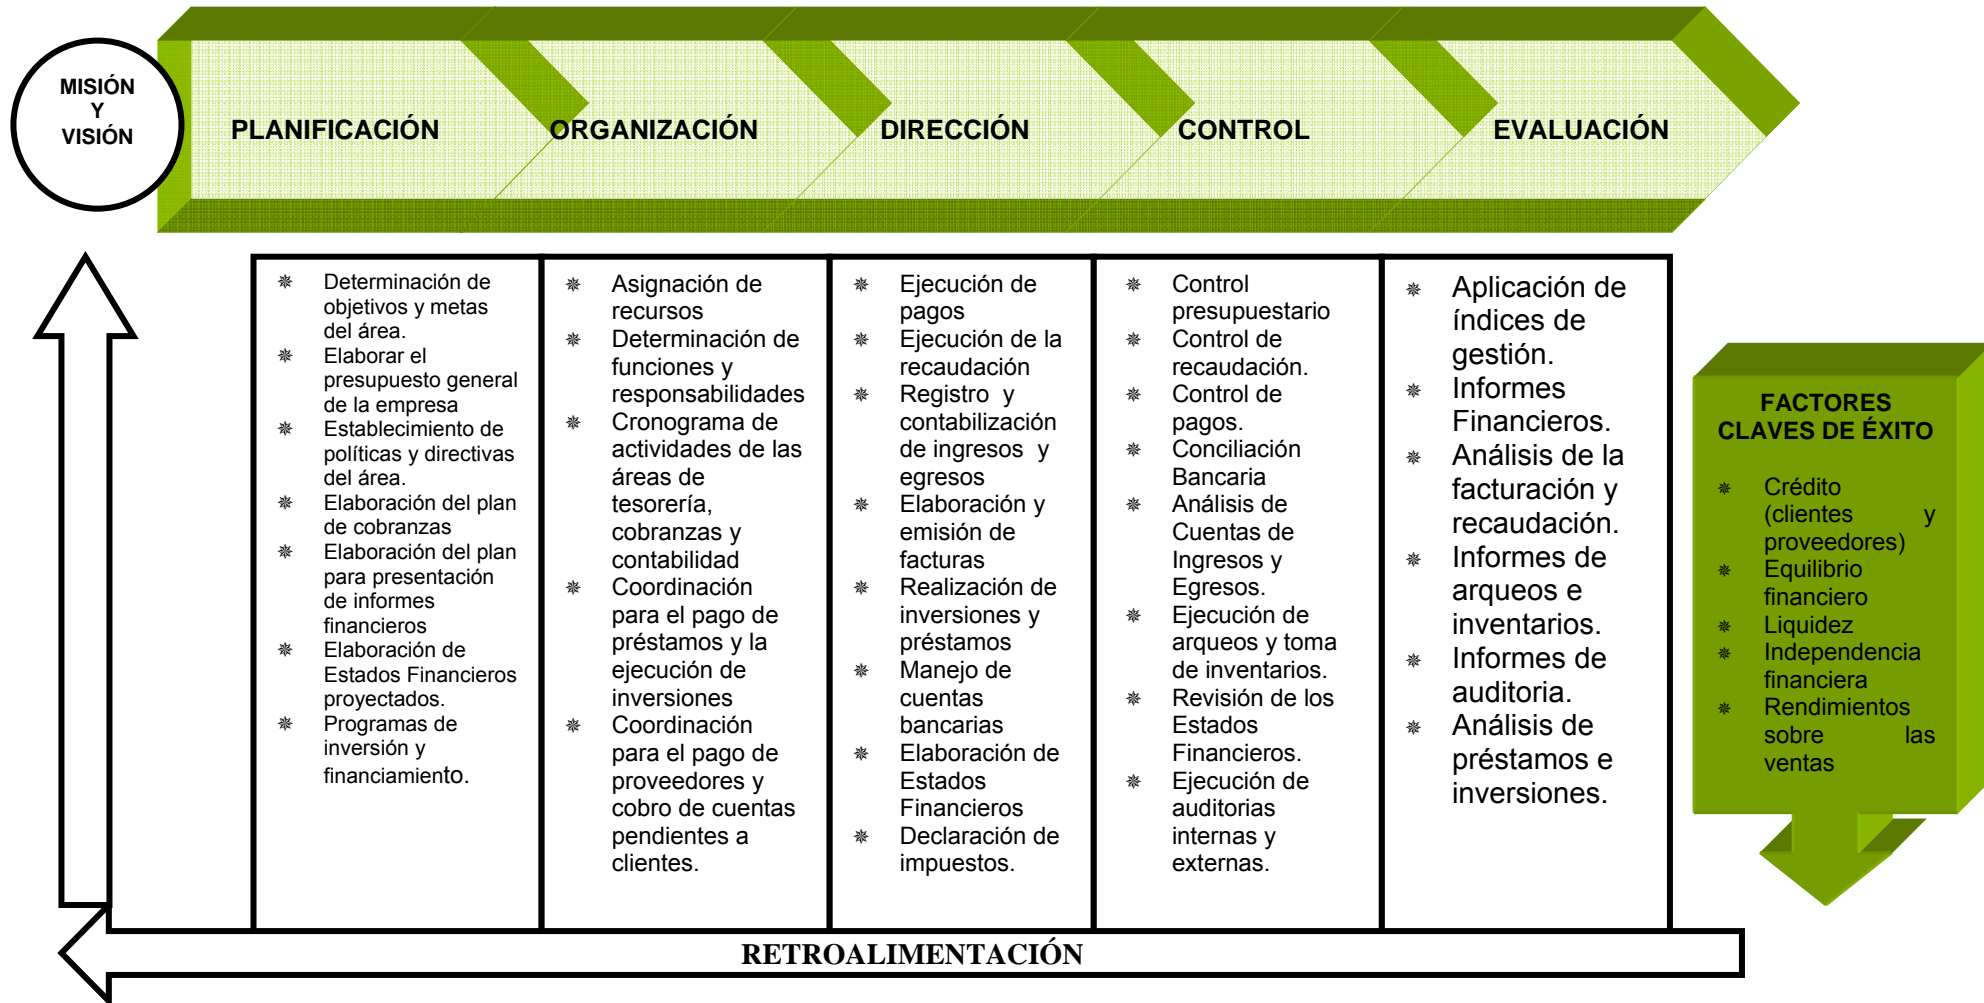 MISIÓN
Y
VISIÓN
PLANIFICACIÓN
ORGANIZACIÓN
DIRECCIÓN
CONTROL
EVALUACIÓN
Determinación de
objetivos y metas
del área.
Elaborar el
presupuesto general
de la empresa
Establecimiento de
políticas y directivas
del área.
Elaboración del plan
de cobranzas
Elaboración del plan
para presentación
de informes
financieros
Elaboración de
Estados Financieros
proyectados.
Programas de
inversión y
financiamiento.
Asignación de
recursos
Determinación de
funciones y
responsabilidades
Cronograma de
actividades de las
áreas de
tesorería,
cobranzas y
contabilidad
Coordinación
para el pago de
préstamos y la
ejecución de
inversiones
Coordinación
para el pago de
proveedores y
cobro de cuentas
pendientes a
clientes.
Ejecución de
pagos
Ejecución de la
recaudación
Registro y
contabilización
de ingresos y
egresos
Elaboración y
emisión de
facturas
Realización de
inversiones y
préstamos
Manejo de
cuentas
bancarias
Elaboración de
Estados
Financieros
Declaración de
impuestos.
Control
presupuestario
Control de
recaudación.
Control de
pagos.
Conciliación
Bancaria
Análisis de
Cuentas de
Ingresos y
Egresos.
Ejecución de
arqueos y toma
de inventarios.
Revisión de los
Estados
Financieros.
Ejecución de
auditorias
internas y
externas.
Aplicación de
índices de
gestión.
Informes
Financieros.
Análisis de la
facturación y
recaudación.
Informes de
arqueos e
inventarios.
Informes de
auditoria.
Análisis de
préstamos e
inversiones.
FACTORES
CLAVES DE ÉXITO
Crédito
(clientes y
proveedores)
Equilibrio
financiero
Liquidez
Independencia
financiera
Rendimientos
sobre las
ventas
RETROALIMENTACIÓN